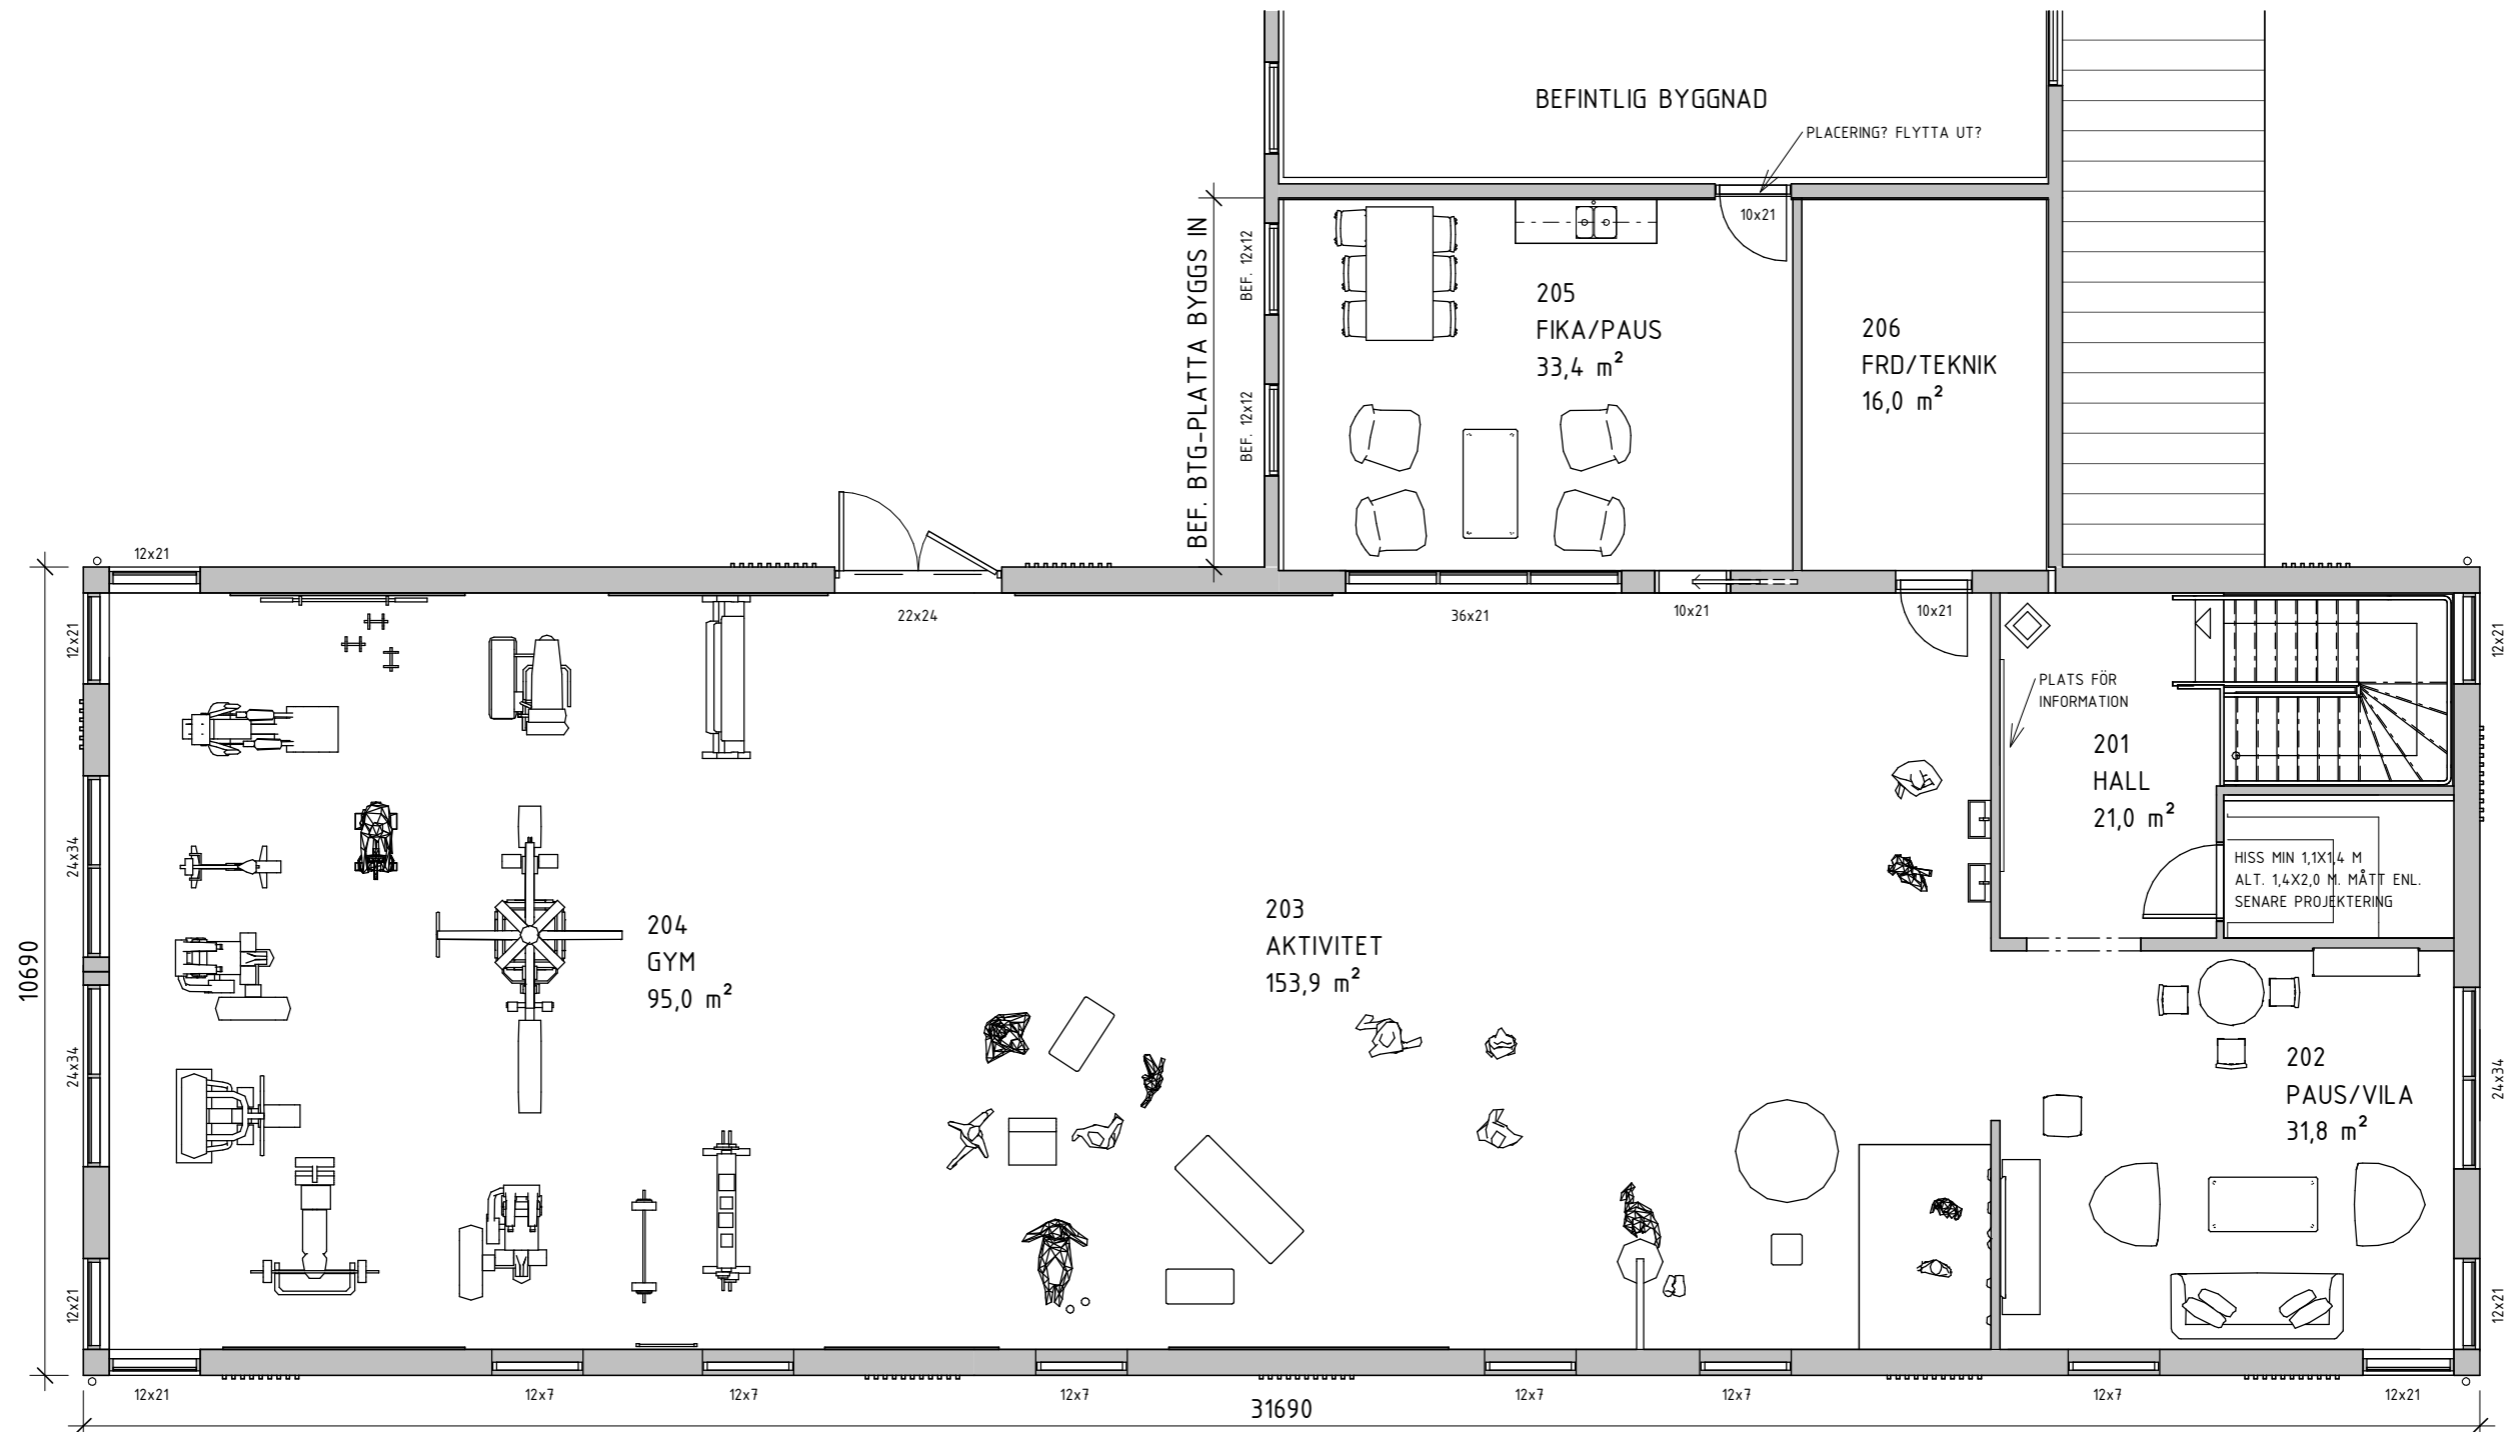 BEFINTLIG BYGGNAD
PLACERING? FLYTTA UT?
10x21
BEF. BTG-PLATTA BYGGS IN
BEF. 12x12
BEF. 12x12
205
FIKA/PAUS
33,4 m²
206
FRD/TEKNIK
16,0 m²
12x21
22x24
36x21
10x21
10x21
12x21
12x21
PLATS FÖR
INFORMATION
201
HALL
21,0 m²
HISS MIN 1,1X1,4 M
ALT. 1,4X2,0 M. MÅTT ENL.
SENARE PROJEKTERING
24x34
10690
204
GYM
95,0 m²
203
AKTIVITET
153,9 m²
24x34
202
PAUS/VILA
31,8 m²
24x34
12x21
12x21
12x21
12x7
12x7
12x7
12x7
12x7
12x7
12x21
31690